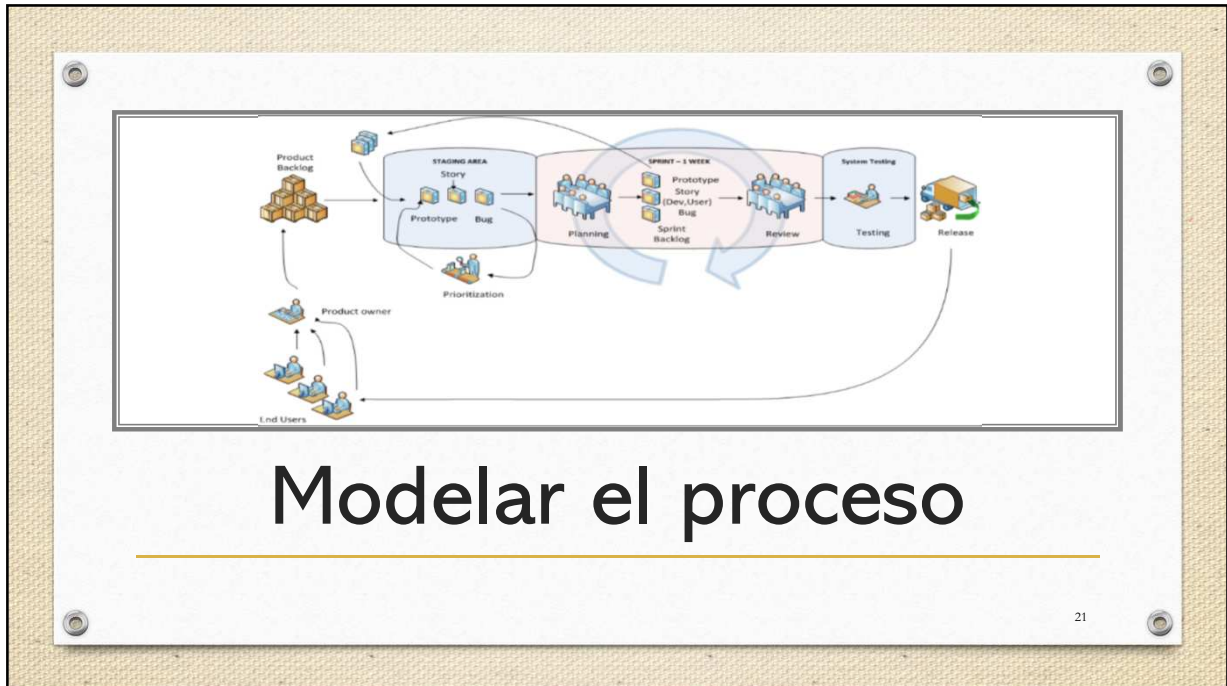 Product
Backlog
STAGING AREA
Story
Prototype Bug
Prioritization
SPRINT – 1 WEEK
Planning
Prototype
Story
(Dev,User)
Bug
Sprint
Backlog
Review
System Testing
Testing
Release
Product owner
End Users
Modelar el proceso
21